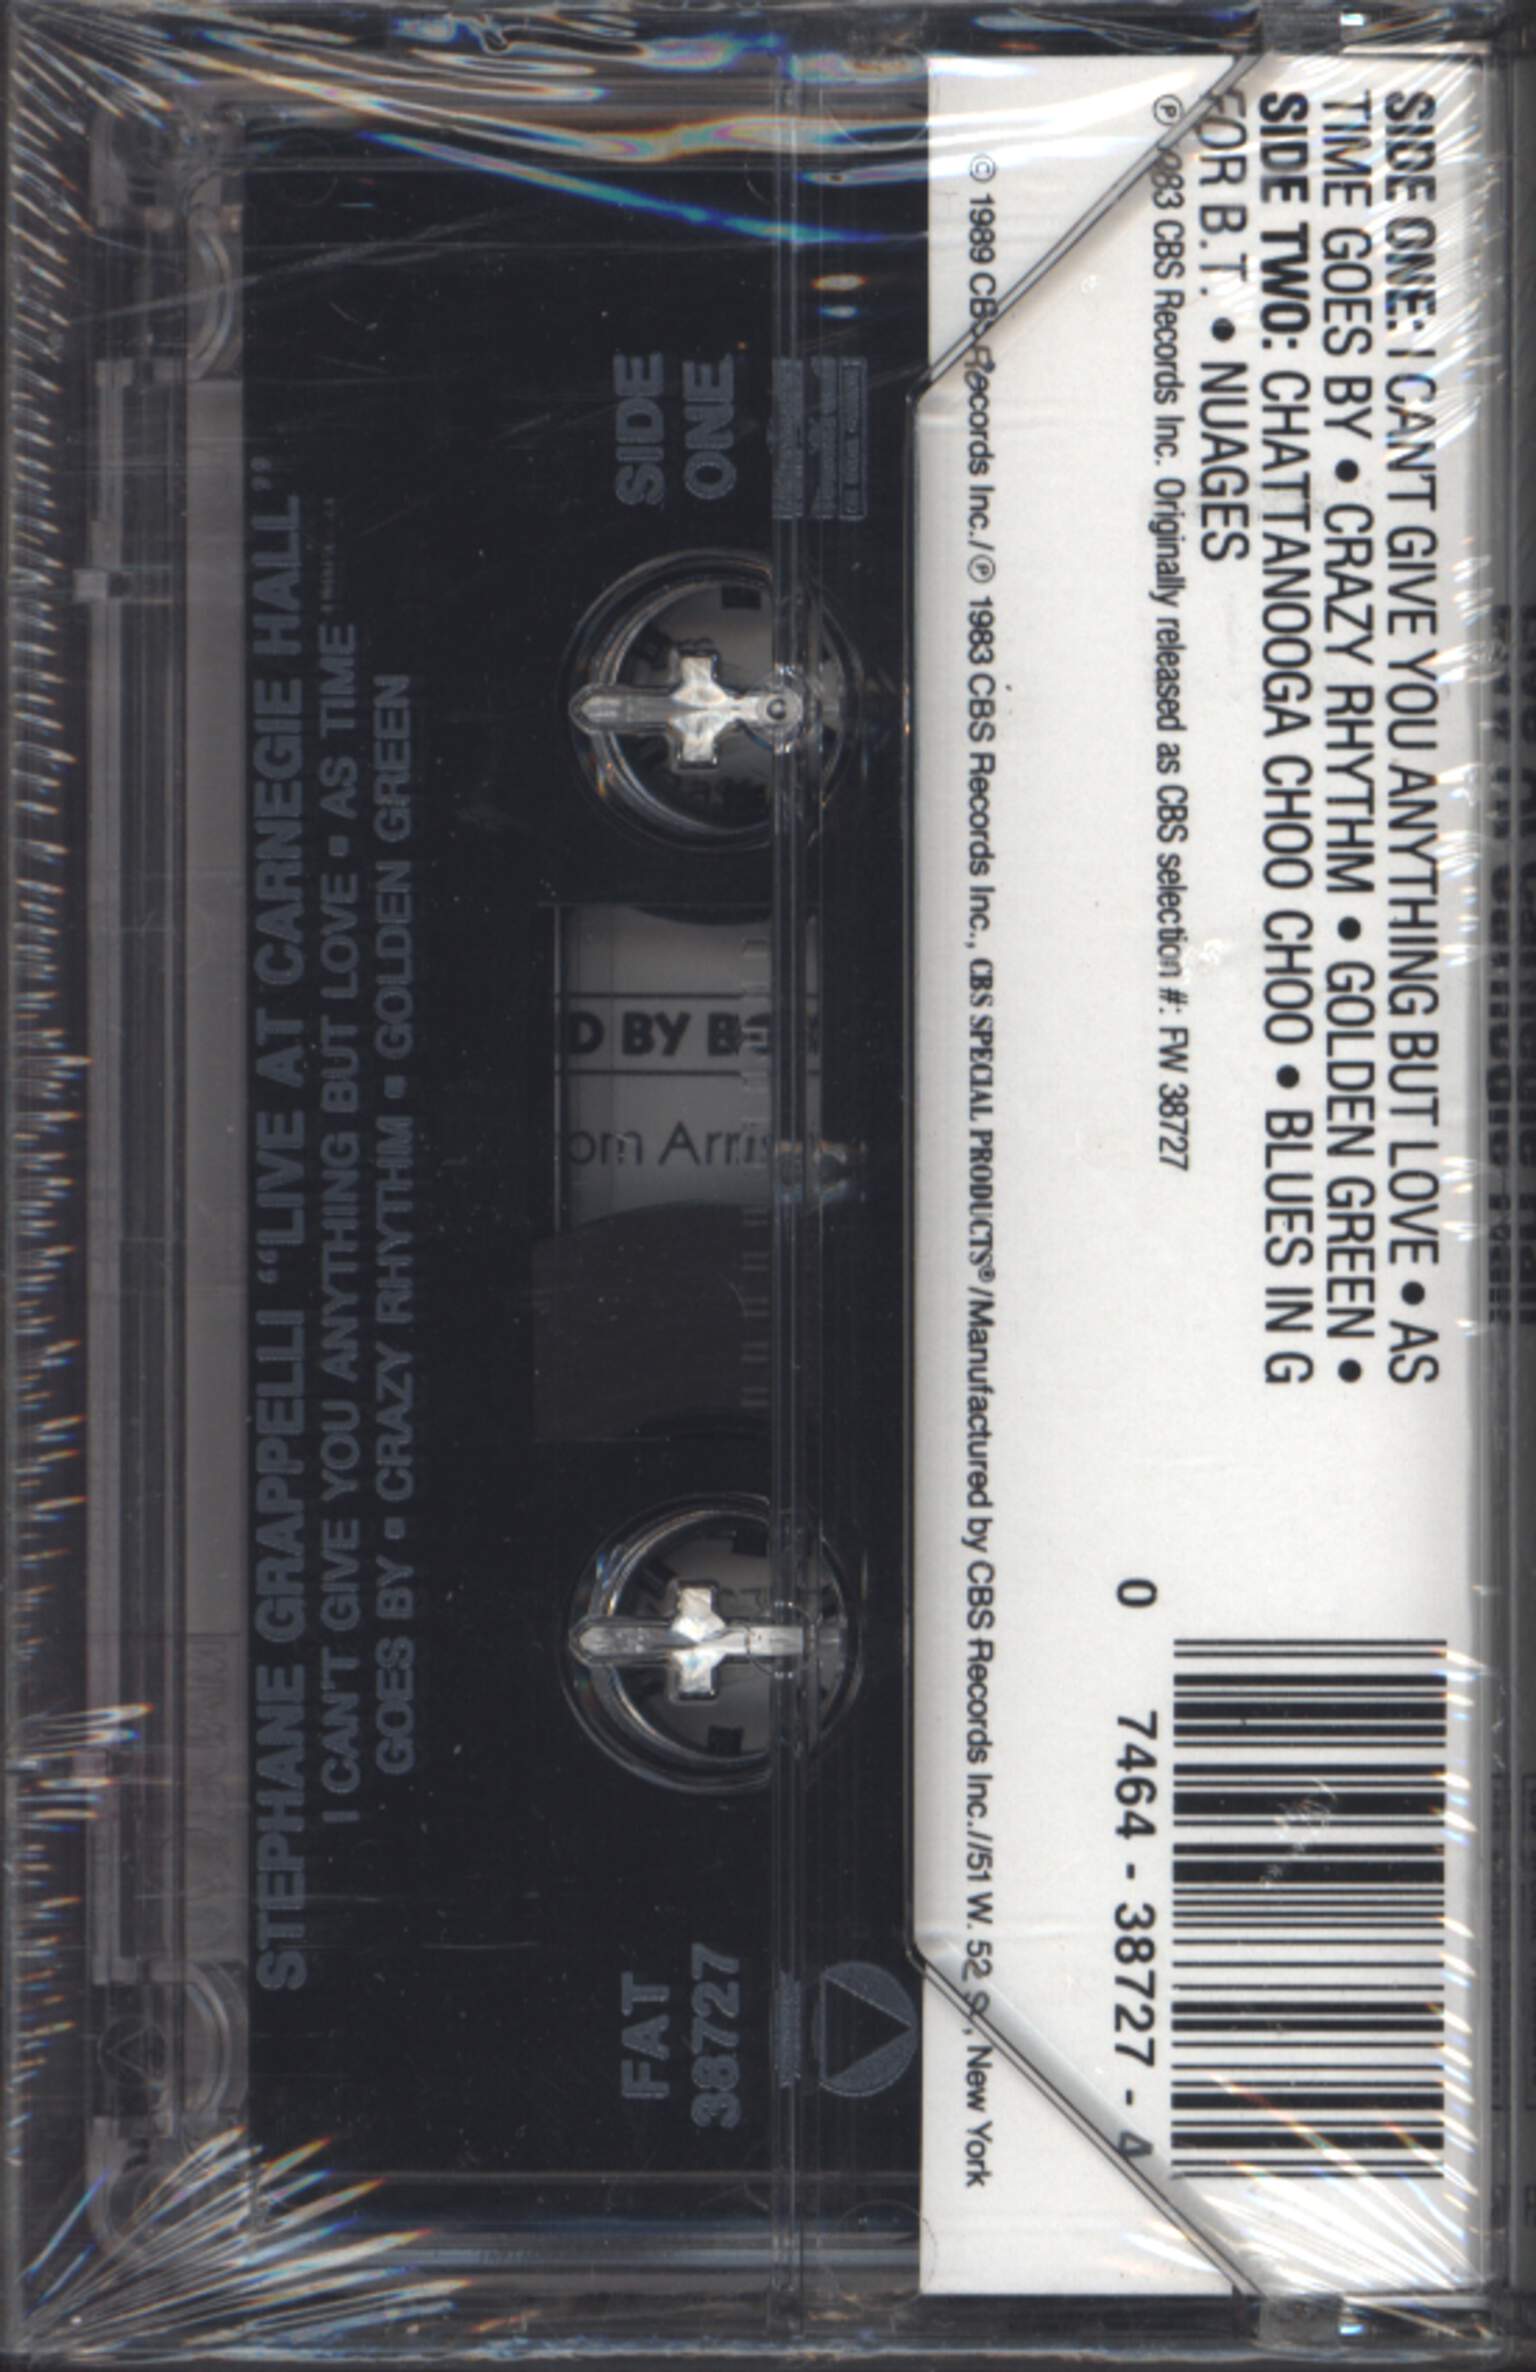 SIDE ONE: I CAN'T GIVE YOU ANYTHING BUT LOVE • AS
TIME GOES BY • CRAZY RHYTHM • GOLDEN GREEN •
SIDE TWO: CHATTANOOGA CHOO CHOO • BLUES IN G
FOR B.T. • NUAGES
Ⓟ 1983 CBS Records Inc. Originally released as CBS selection #: FW 38727
0 7464 - 38727 - 4
© 1989 CBS Records Inc./Ⓟ 1983 CBS Records Inc., CBS SPECIAL PRODUCTS®/Manufactured by CBS Records Inc.//51 W. 52 St., New York
STEPHANE GRAPPELLI "LIVE AT CARNEGIE HALL"
I CAN'T GIVE YOU ANYTHING BUT LOVE • AS TIME
GOES BY • CRAZY RHYTHM • GOLDEN GREEN
SIDE
ONE
FAT
38727
D BY
om